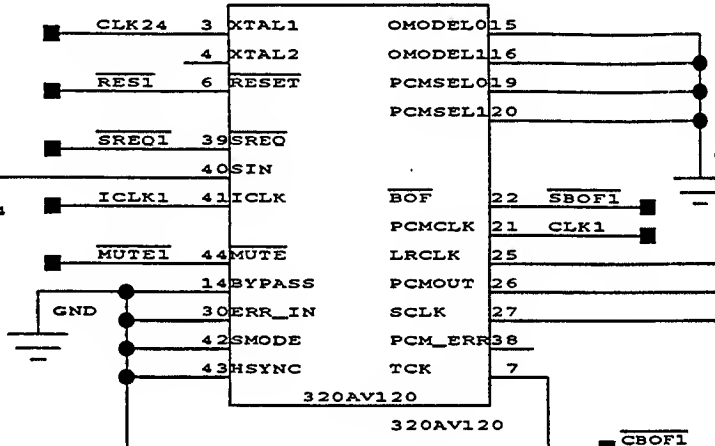 CLK24 3 XTAL1 OMODEL0 15
4 XTAL2 OMODEL1 16
RES1 6 RESET PCMSEL0 19
PCMSEL1 20
SREQ1 39 SREQ
40 SIN
ICLK1 41 ICLK BOF 22 SBOF1
PCMCLK 21 CLK1
MUTE1 44 MUTE LRCLK 25
14 BYPASS PCMOUT 26
GND 30 ERR_IN SCLK 27
42 SMODE PCM_ERR 38
43 HSYNC TCK 7
320AV120
320AV120
CBOF1